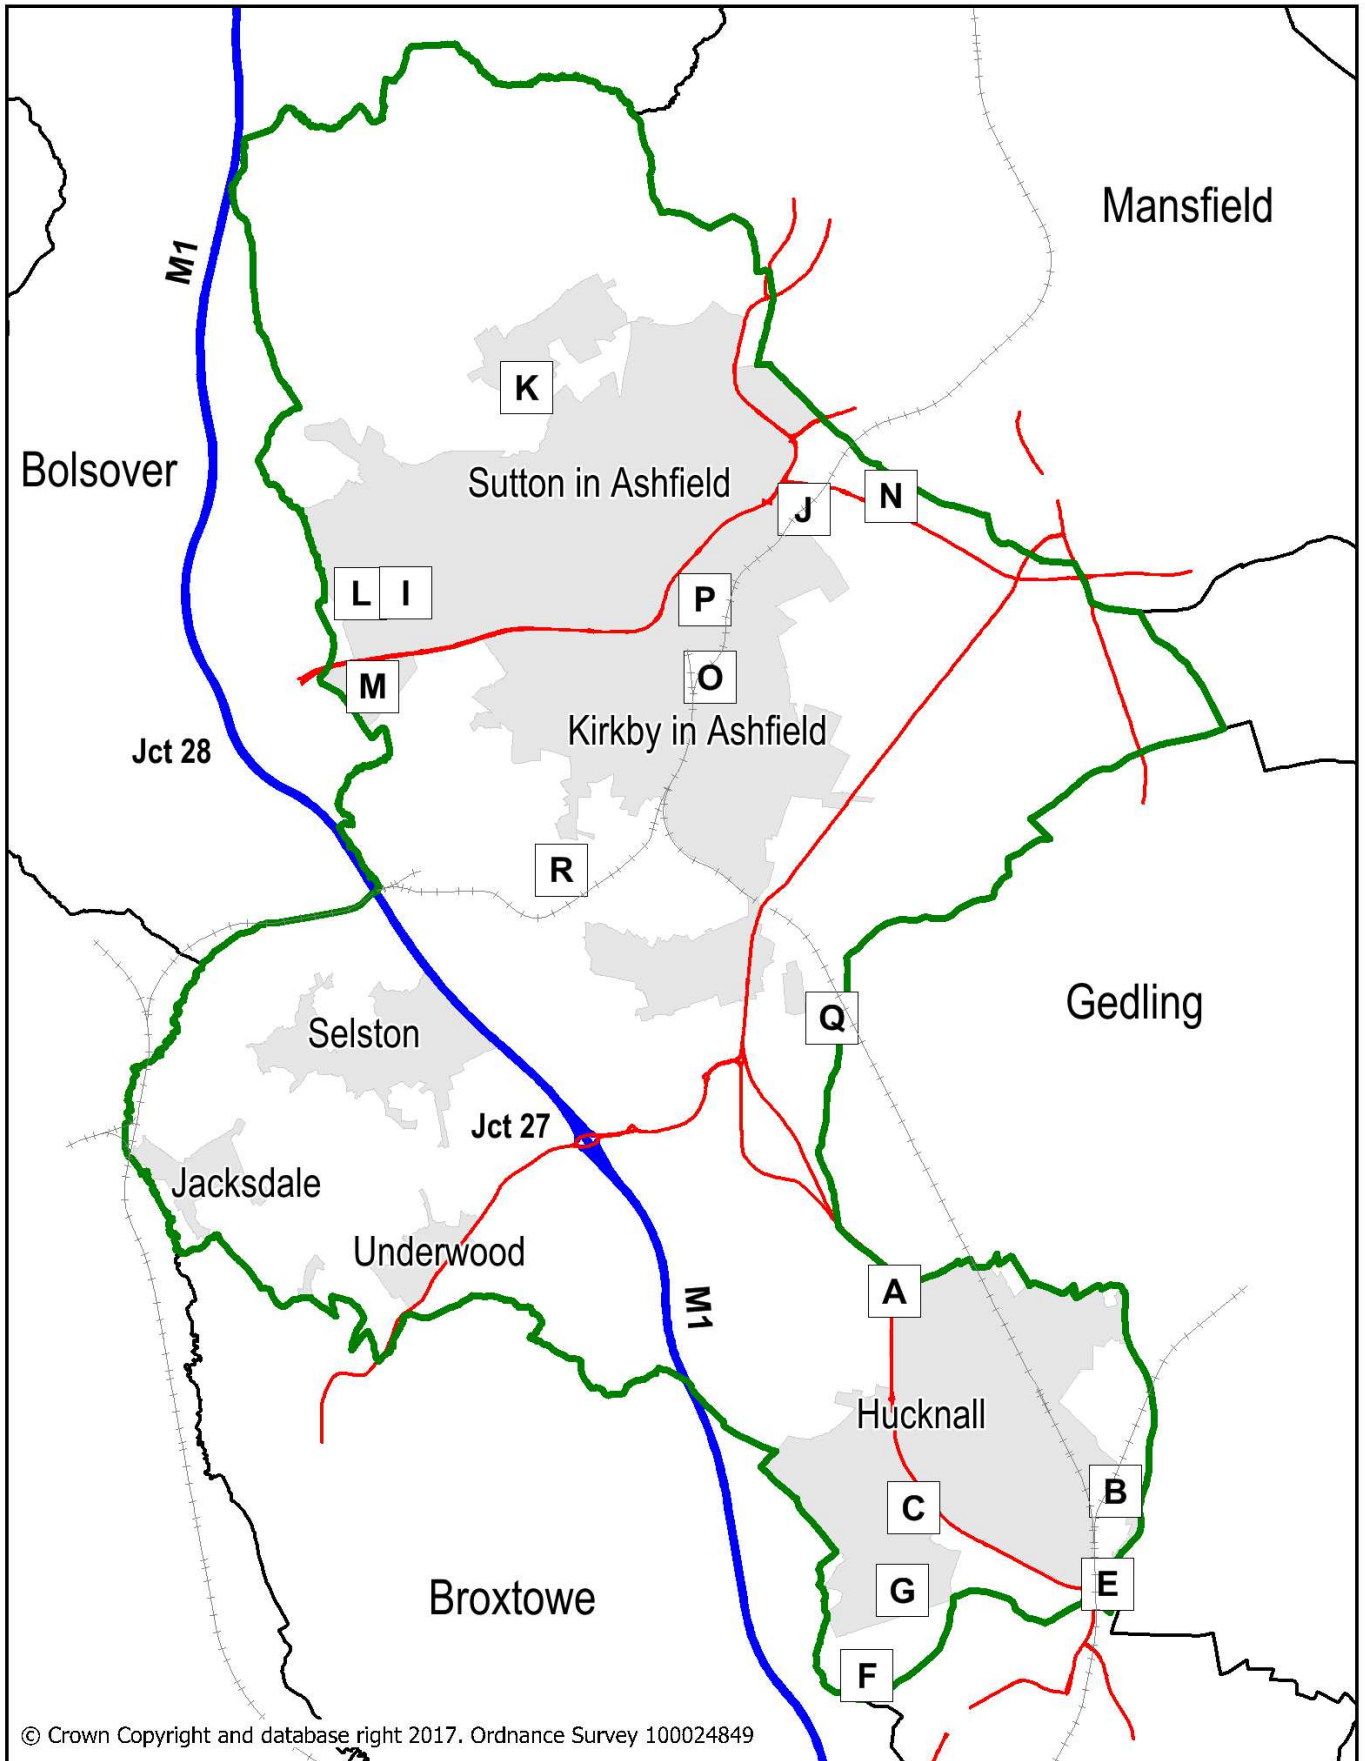 Mansfield
M1
K
Bolsover
Sutton in Ashfield
J
N
L
I
P
M
O
Kirkby in Ashfield
Jct 28
R
Gedling
Q
Selston
Jct 27
Jacksdale
Underwood
A
M1
Hucknall
B
C
E
G
Broxtowe
F
© Crown Copyright and database right 2017. Ordnance Survey 100024849